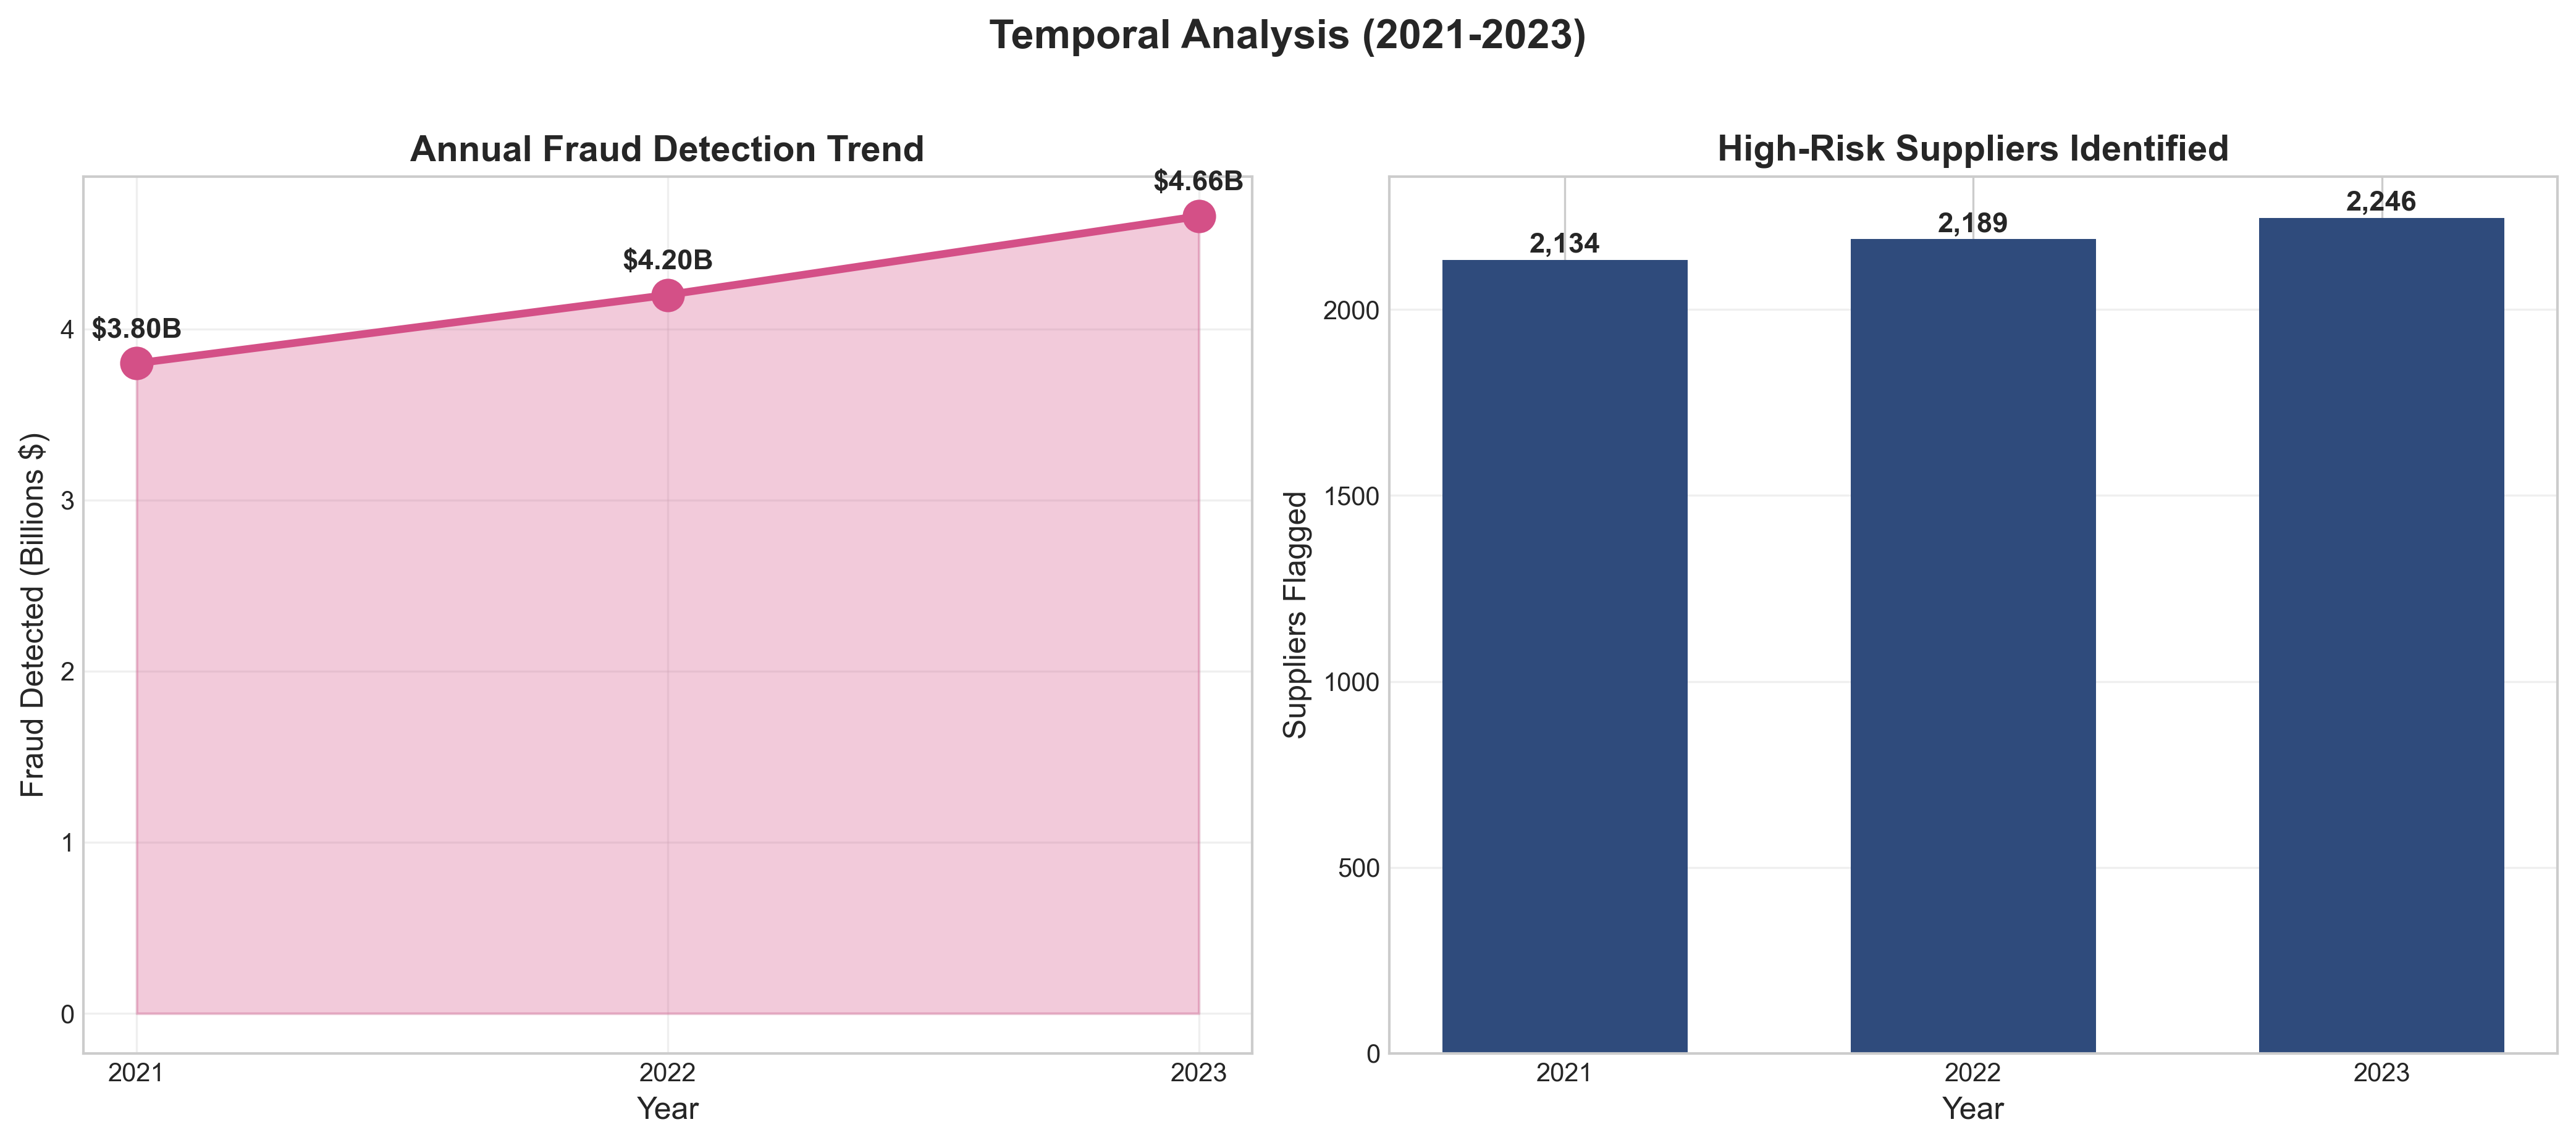 Temporal Analysis (2021-2023)
Annual Fraud Detection Trend
$3.80B
$4.20B
$4.66B
4
3
2
1
0
Fraud Detected (Billions $)
2021 2022 2023
Year
High-Risk Suppliers Identified
2,134
2,189
2,246
2000
1500
1000
500
0
Suppliers Flagged
2021 2022 2023
Year